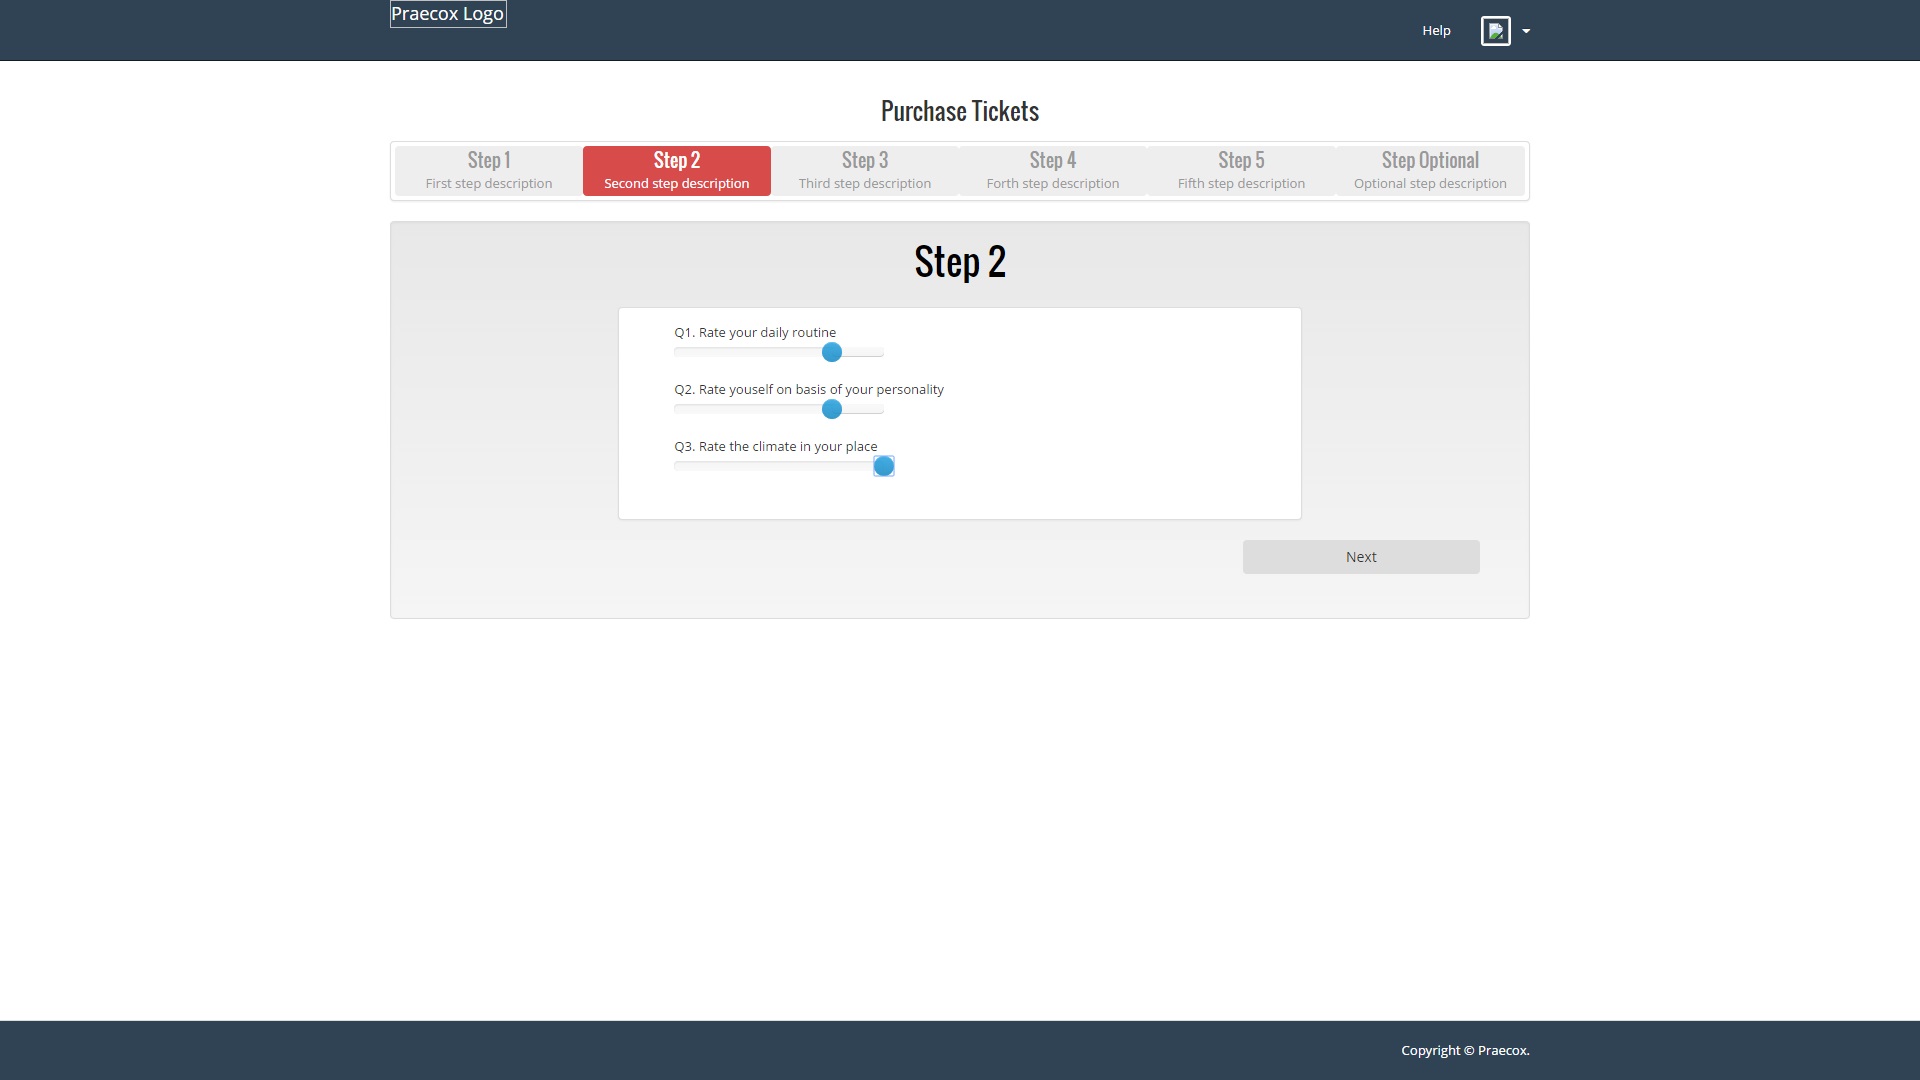 Praecox Logo
Help
Purchase Tickets
Step 1
First step description
Step 2
Second step description
Step 3
Third step description
Step 4
Forth step description
Step 5
Fifth step description
Step Optional
Optional step description
Step 2
Q1. Rate your daily routine
Q2. Rate youself on basis of your personality
Q3. Rate the climate in your place
Next
Copyright © Praecox.